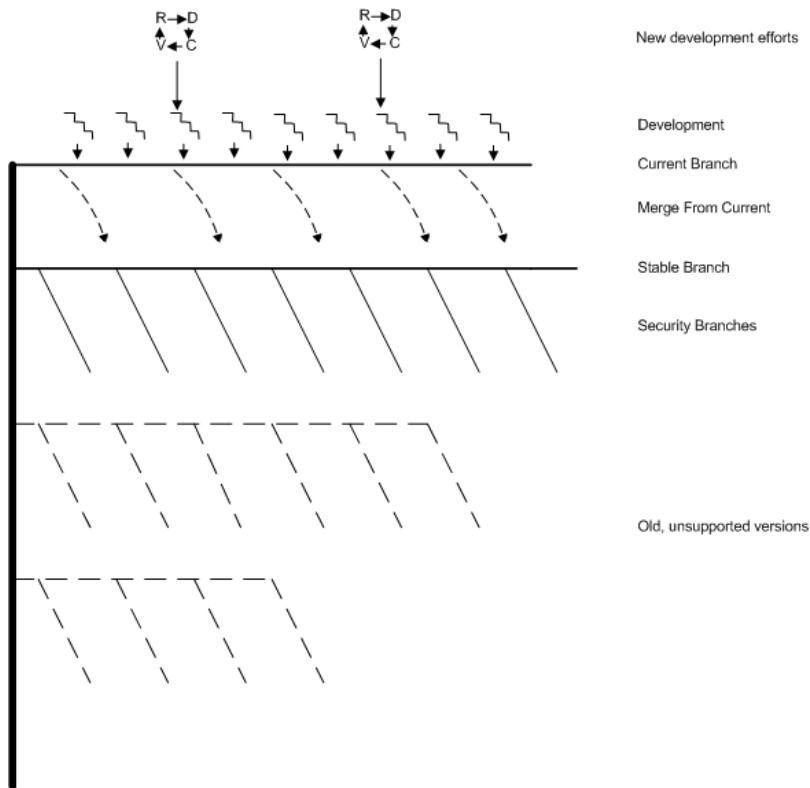 R D R D
V C V C
New development efforts
Development
Current Branch
Merge From Current
Stable Branch
Security Branches
Old, unsupported versions